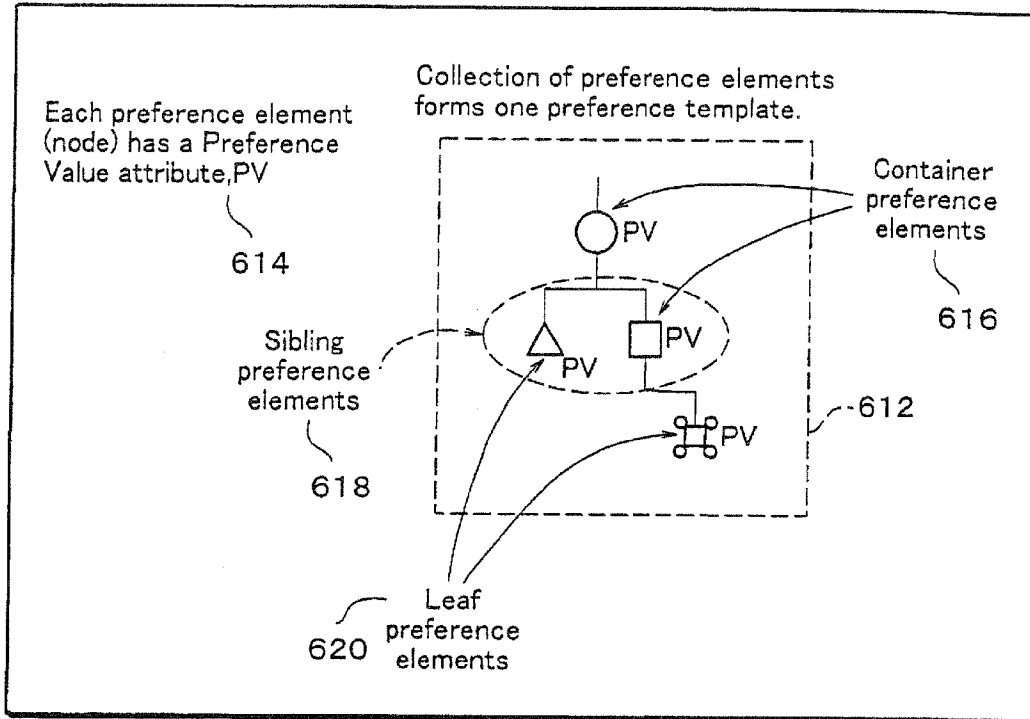 Collection of preference elements
forms one preference template.
Each preference element
(node) has a Preference
Value attribute,PV
614
Container
preference
elements
616
PV
PV
PV
PV
Sibling
preference
elements
618
612
Leaf
preference
elements
620